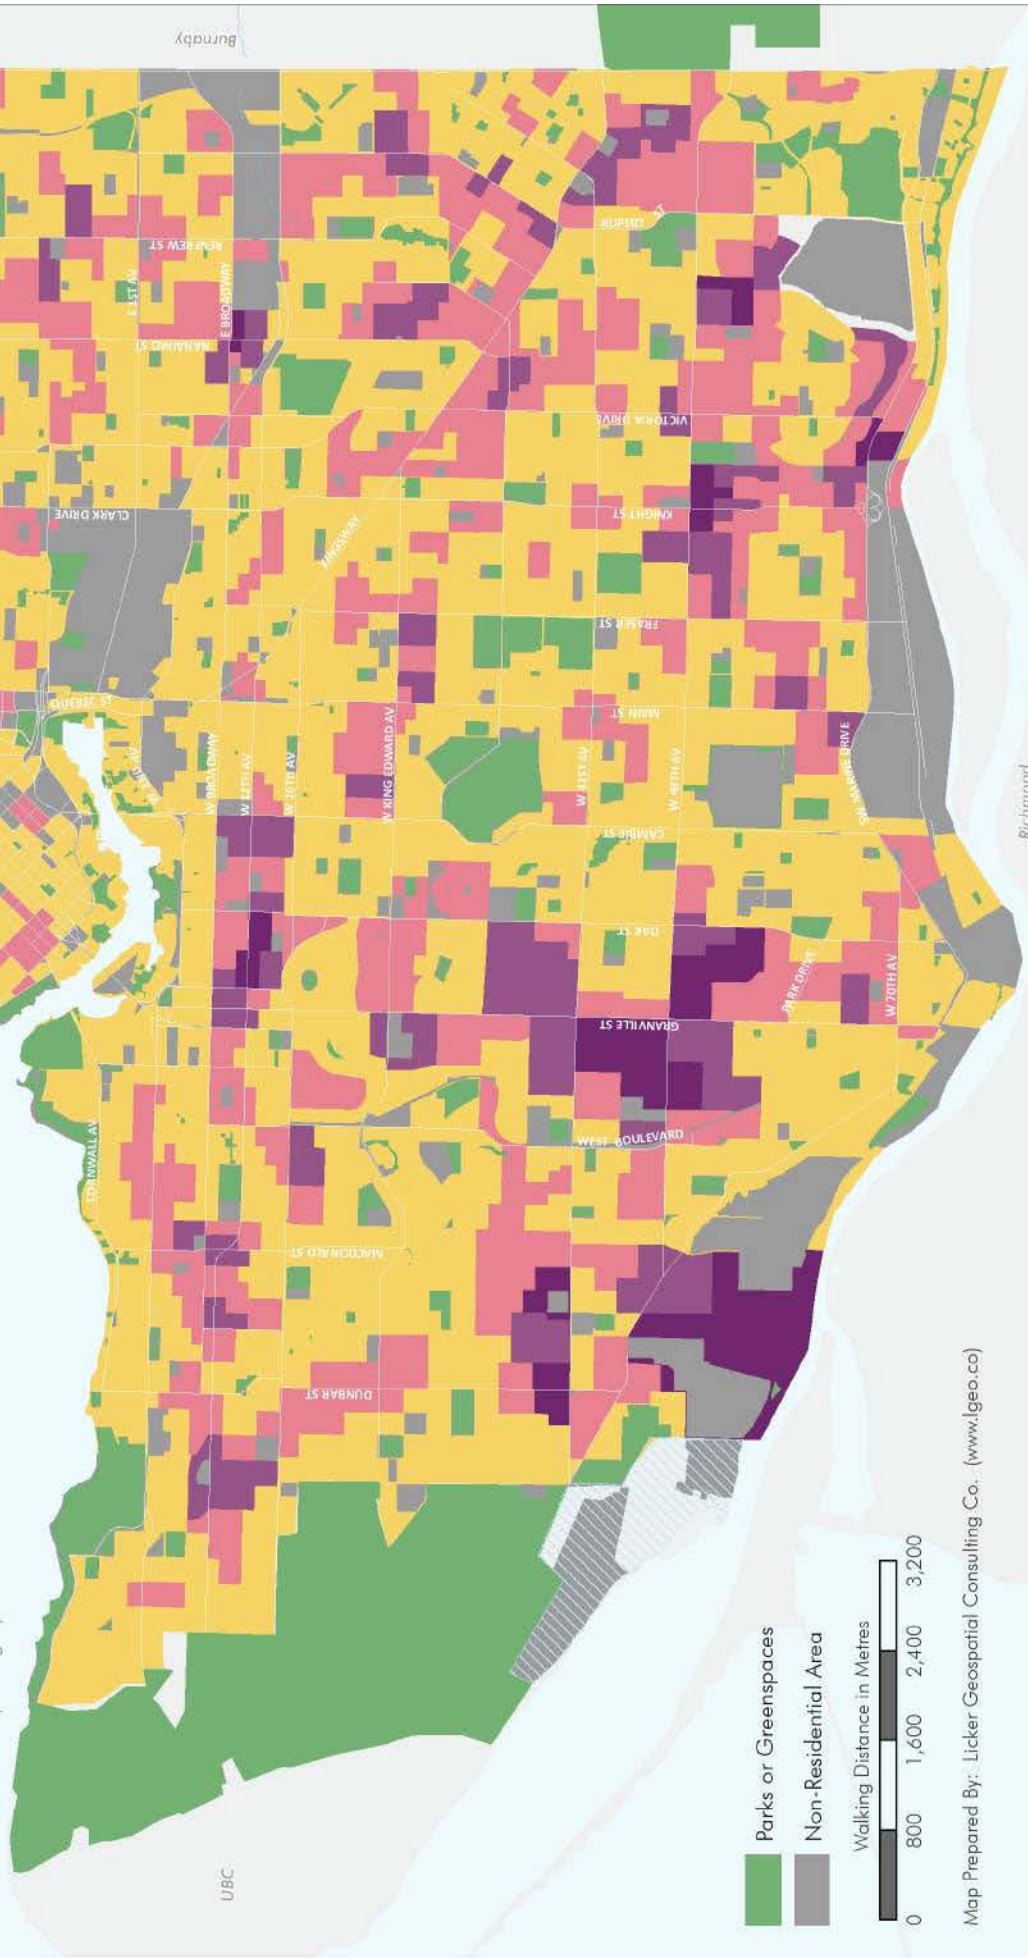 Burnaby
RENFREW ST
E 1ST AV
E BROADWAY
NANAIMO ST
RUPERT ST
VICTORIA DRIVE
CLARK DRIVE
KINGSWAY
KNIGHT ST
FRASER ST
QUEBEC ST
MAIN ST
W BROADWAY
W 12TH AV
W 16TH AV
W KING EDWARD AV
W 41ST AV
W 49TH AV
SW MARINE DRIVE
CAMBIE ST
Richmond
OAK ST
PARK DRIVE
W 70TH AV
GRANVILLE ST
WEST BOULEVARD
CORNWALL AV
MACDONALD ST
DUNBAR ST
UBC
Parks or Greenspaces
Non-Residential Area
Walking Distance in Metres
0 800 1,600 2,400 3,200
Map Prepared By: Licker Geospatial Consulting Co. (www.lgeo.co)